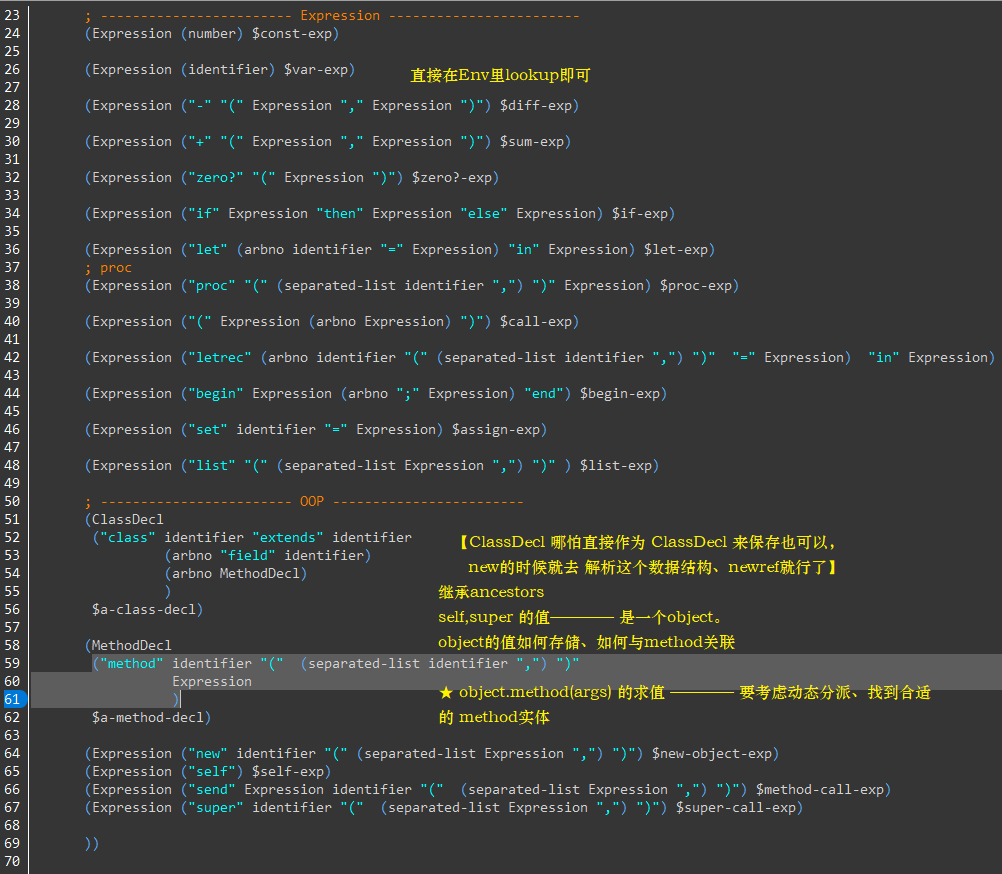 23 ; ------------------------ Expression ------------------------
24 (Expression (number) $const-exp)
25
26 (Expression (identifier) $var-exp)
直接在Env里lookup即可
27
28 (Expression ("-" "(" Expression "," Expression ")") $diff-exp)
29
30 (Expression ("+" "(" Expression "," Expression ")") $sum-exp)
31
32 (Expression ("zero?" "(" Expression ")") $zero?-exp)
33
34 (Expression ("if" Expression "then" Expression "else" Expression) $if-exp)
35
36 (Expression ("let" (arbno identifier "=" Expression) "in" Expression) $let-exp)
37 ; proc
38 (Expression ("proc" "(" (separated-list identifier ",") ")" Expression) $proc-exp)
39
40 (Expression ("(" Expression (arbno Expression) ")") $call-exp)
41
42 (Expression ("letrec" (arbno identifier "(" (separated-list identifier ",") ")"  "=" Expression)  "in" Expression)
43
44 (Expression ("begin" Expression (arbno ";" Expression) "end") $begin-exp)
45
46 (Expression ("set" identifier "=" Expression) $assign-exp)
47
48 (Expression ("list" "(" (separated-list Expression ",") ")" ) $list-exp)
49
50 ; ------------------------ OOP ------------------------
51 (ClassDecl
52 ("class" identifier "extends" identifier
【ClassDecl 哪怕直接作为 ClassDecl 来保存也可以，
53 (arbno "field" identifier)
new的时候就去 解析这个数据结构、newref就行了】
54 (arbno MethodDecl)
55 )
继承ancestors
56 $a-class-decl)
self,super 的值———— 是一个object。
57
object的值如何存储、如何与method关联
58 (MethodDecl
59 ("method" identifier "("  (separated-list identifier ",") ")"
60 Expression
61 )
★ object.method(args) 的求值 ———— 要考虑动态分派、找到合适
62 $a-method-decl)
的 method实体
63
64 (Expression ("new" identifier "(" (separated-list Expression ",") ")") $new-object-exp)
65 (Expression ("self") $self-exp)
66 (Expression ("send" Expression identifier "("  (separated-list Expression ",") ")") $method-call-exp)
67 (Expression ("super" identifier "("  (separated-list Expression ",") ")") $super-call-exp)
68
69 ))
70